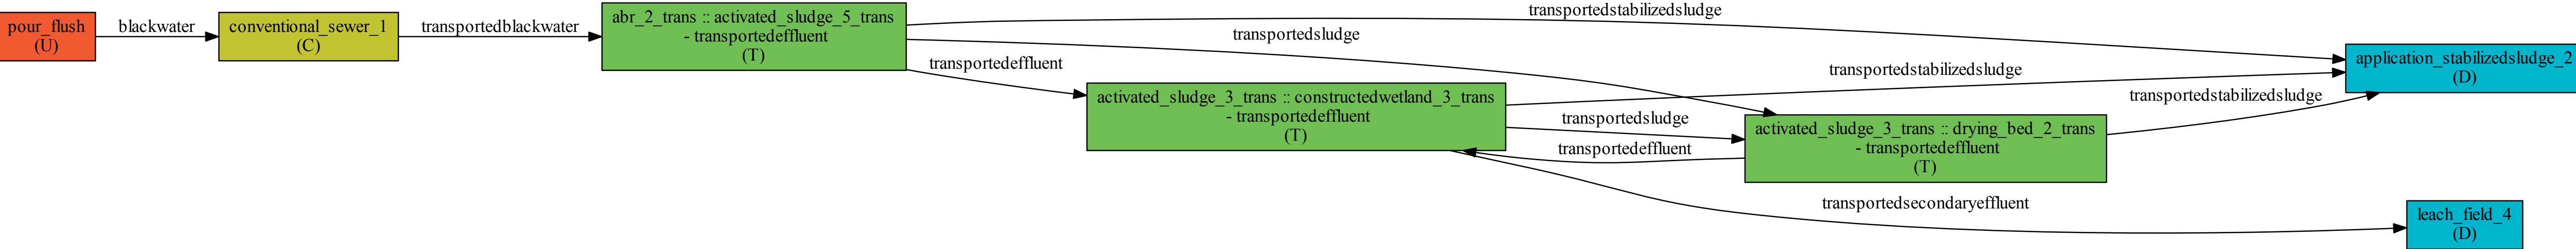 pour_flush
(U)
blackwater
conventional_sewer_1
(C)
transportedblackwater
abr_2_trans :: activated_sludge_5_trans
- transportedeffluent
(T)
transportedstabilizedsludge
transportedsludge
transportedeffluent
activated_sludge_3_trans :: constructedwetland_3_trans
- transportedeffluent
(T)
transportedstabilizedsludge
transportedsludge
transportedeffluent
activated_sludge_3_trans :: drying_bed_2_trans
- transportedeffluent
(T)
transportedstabilizedsludge
application_stabilizedsludge_2
(D)
transportedsecondaryeffluent
leach_field_4
(D)